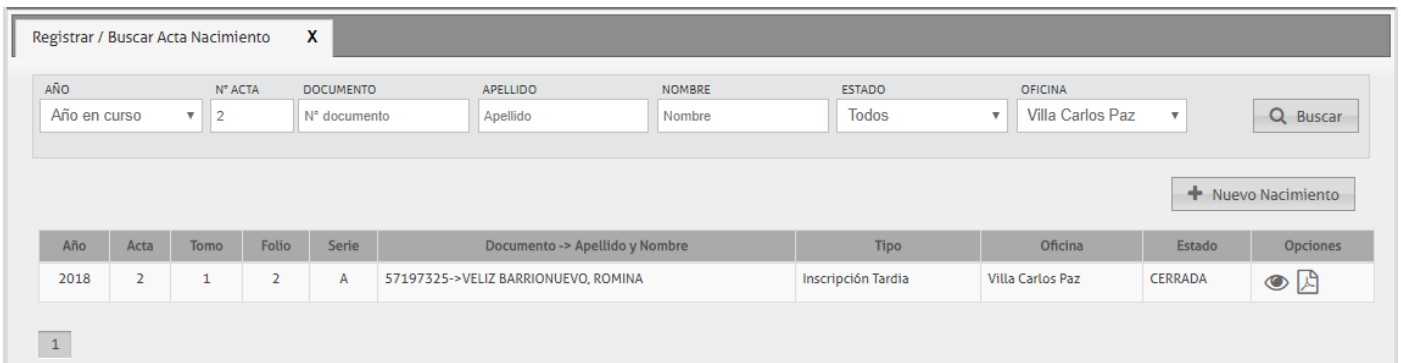 Registrar / Buscar Acta Nacimiento X
AÑO N° ACTA DOCUMENTO APELLIDO NOMBRE ESTADO OFICINA
Año en curso 2 N° documento Apellido Nombre Todos Villa Carlos Paz Buscar
Nuevo Nacimiento
Año Acta Tomo Folio Serie Documento -> Apellido y Nombre Tipo Oficina Estado Opciones
2018 2 1 2 A 57197325->VELIZ BARRIONUEVO, ROMINA Inscripción Tardia Villa Carlos Paz CERRADA
1